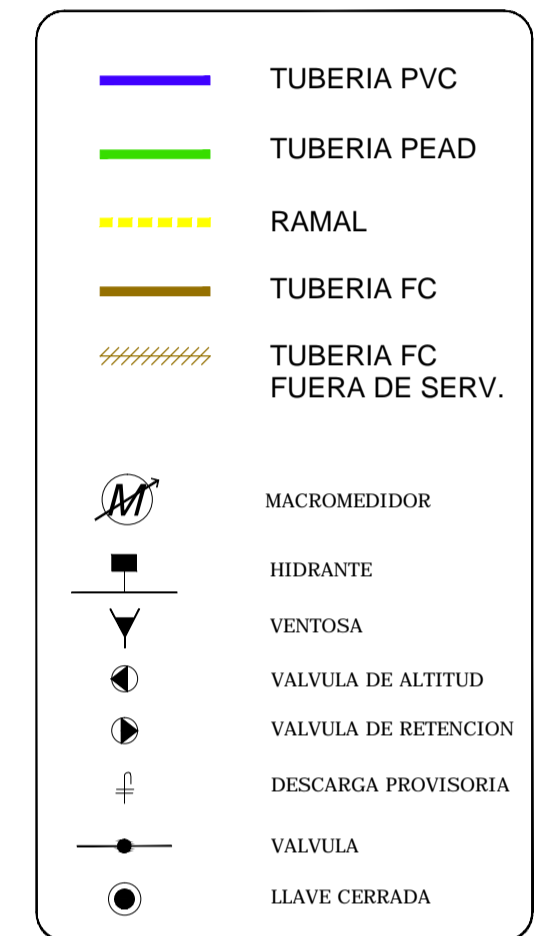 TUBERIA PVC
TUBERIA PEAD
RAMAL
TUBERIA FC
TUBERIA FC
FUERA DE SERV.
M
MACROMEDIDOR
HIDRANTE
VENTOSA
VALVULA DE ALTITUD
VALVULA DE RETENCION
DESCARGA PROVISORIA
VALVULA
LLAVE CERRADA